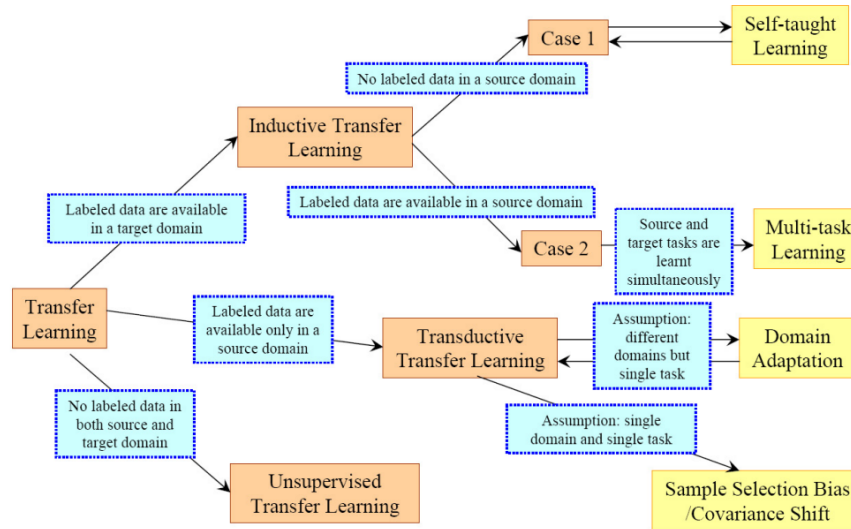 Case 1
Self-taught
Learning
No labeled data in a source domain
Inductive Transfer
Learning
Labeled data are available
in a target domain
Labeled data are available in a source domain
Case 2
Source and
target tasks are
learnt
simultaneously
Multi-task
Learning
Transfer
Learning
Labeled data are
available only in a
source domain
Transductive
Transfer Learning
Assumption:
different
domains but
single task
Domain
Adaptation
No labeled data in
both source and
target domain
Assumption: single
domain and single task
Unsupervised
Transfer Learning
Sample Selection Bias
/Covariance Shift